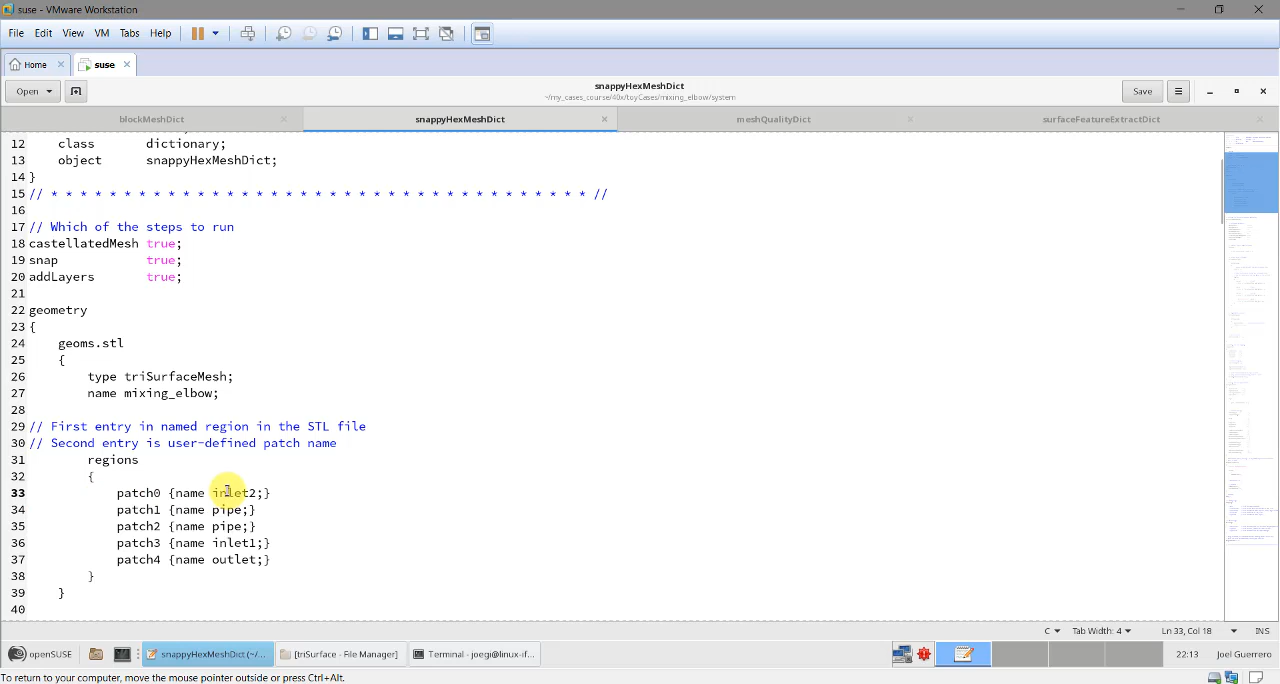 suse - VMware Workstation
File Edit View VM Tabs Help
Home suse
Open snappyHexMeshDict Save
~/my_cases_course/40x/toyCases/mixing_elbow/system
blockMeshDict snappyHexMeshDict meshQualityDict surfaceFeatureExtractDict
12 class dictionary;
13 object snappyHexMeshDict;
14 }
15 // * * * * * * * * * * * * * * * * * * * * * * * * * * * * * * * * * * * * * //
16
17 // Which of the steps to run
18 castellatedMesh true;
19 snap true;
20 addLayers true;
21
22 geometry
23 {
24 geoms.stl
25 {
26 type triSurfaceMesh;
27 name mixing_elbow;
28
29 // First entry in named region in the STL file
30 // Second entry is user-defined patch name
31 regions
32 {
33 patch0 {name inlet2;}
34 patch1 {name pipe;}
35 patch2 {name pipe;}
36 patch3 {name inlet1;}
37 patch4 {name outlet;}
38 }
39 }
40
C Tab Width: 4 Ln 33, Col 18 INS
openSUSE snappyHexMeshDict (~/... [triSurface - File Manager] Terminal - joegi@linux-if... 22:13 Joel Guerrero
To return to your computer, move the mouse pointer outside or press Ctrl+Alt.